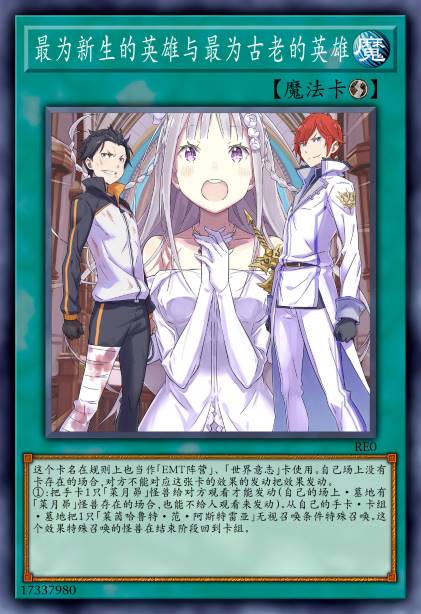 最为新生的英雄与最为古老的英雄 魔
【魔法卡】
RE0
这个卡名在规则上也当作「EMT阵营」、「世界意志」卡使用。自己场上没有
卡存在的场合，对方不能对应这张卡的效果的发动把效果发动。
①：把手卡1只「菜月昴」怪兽给对方观看才能发动(自己的场上・墓地有
「菜月昴」怪兽存在的场合，也能不给人观看来发动)。从自己的手卡・卡组
・墓地把1只「莱茵哈鲁特・范・阿斯特雷亚」无视召唤条件特殊召唤。这
个效果特殊召唤的怪兽在结束阶段回到卡组。
17337980